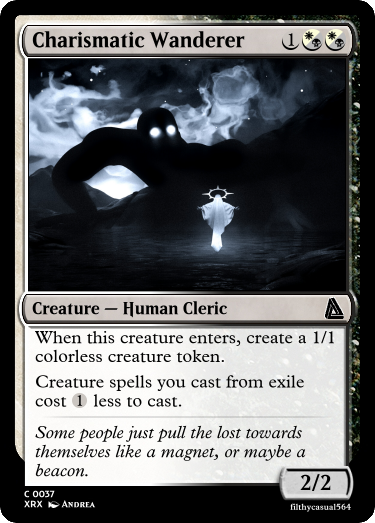 Charismatic Wanderer 1
Creature — Human Cleric
When this creature enters, create a 1/1
colorless creature token.
Creature spells you cast from exile
cost 1 less to cast.
Some people just pull the lost towards
themselves like a magnet, or maybe a
beacon.
2/2
C 0037
XRX Andrea
filthycasual564